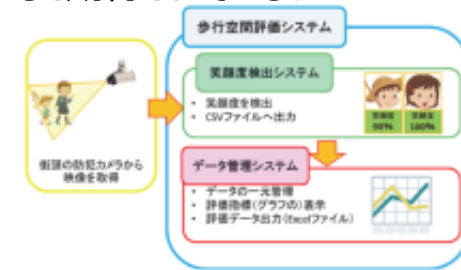 歩行空間評価システム
笑顔度検出システム
・ 笑顔度を検出
・ CSVファイルへ出力
笑顔度
90%
笑顔度
100%
街頭の防犯カメラから
映像を取得
データ管理システム
・ データの一元管理
・ 評価指標(グラフの)表示
・ 評価データ出力(Excelファイル)